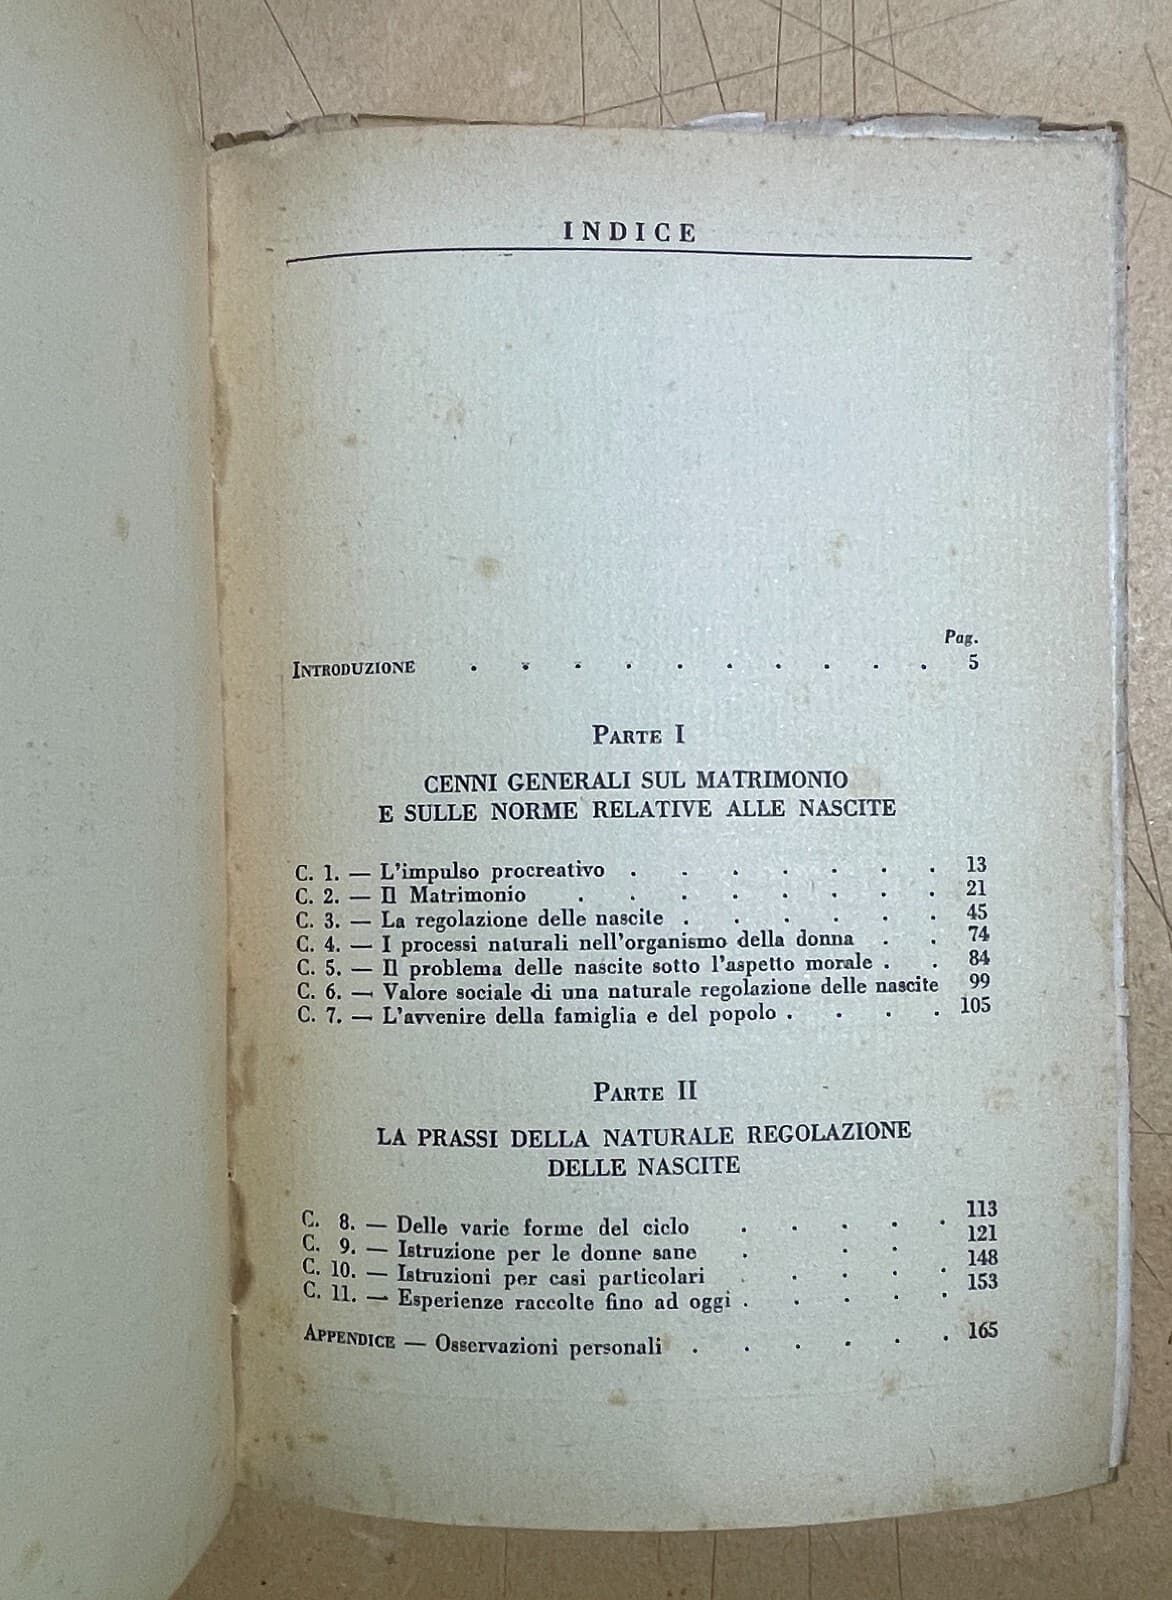 INDICE
Pag.
INTRODUZIONE . . . . . . . . . . 5
PARTE I
CENNI GENERALI SUL MATRIMONIO
E SULLE NORME RELATIVE ALLE NASCITE
C. 1. — L'impulso procreativo . . . . . . . 13
C. 2. — Il Matrimonio . . . . . . . . 21
C. 3. — La regolazione delle nascite . . . . . . 45
C. 4. — I processi naturali nell'organismo della donna . . 74
C. 5. — Il problema delle nascite sotto l'aspetto morale . . 84
C. 6. — Valore sociale di una naturale regolazione delle nascite 99
C. 7. — L'avvenire della famiglia e del popolo . . . . 105
PARTE II
LA PRASSI DELLA NATURALE REGOLAZIONE
DELLE NASCITE
C. 8. — Delle varie forme del ciclo . . . . . 113
C. 9. — Istruzione per le donne sane . . . 121
C. 10. — Istruzioni per casi particolari . . . . . 148
C. 11. — Esperienze raccolte fino ad oggi . . . . . 153
APPENDICE — Osservazioni personali . . . . . . 165